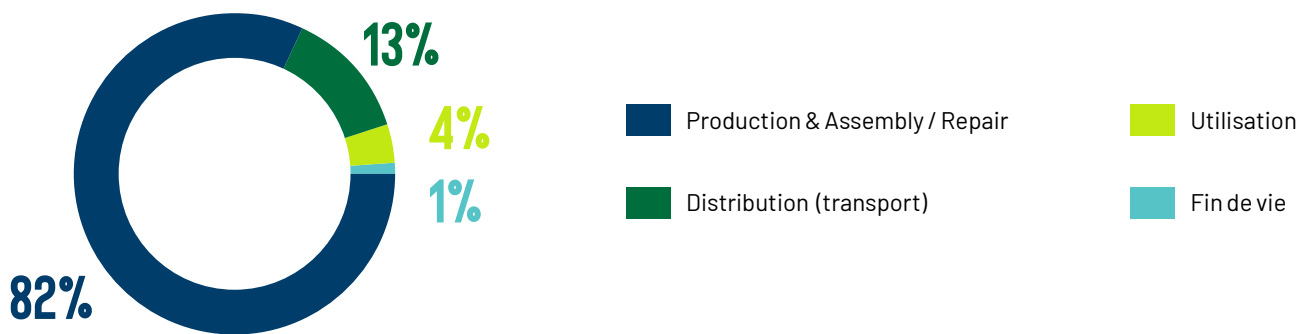 13%
4%
1%
82%
Production & Assembly / Repair
Utilisation
Distribution (transport)
Fin de vie